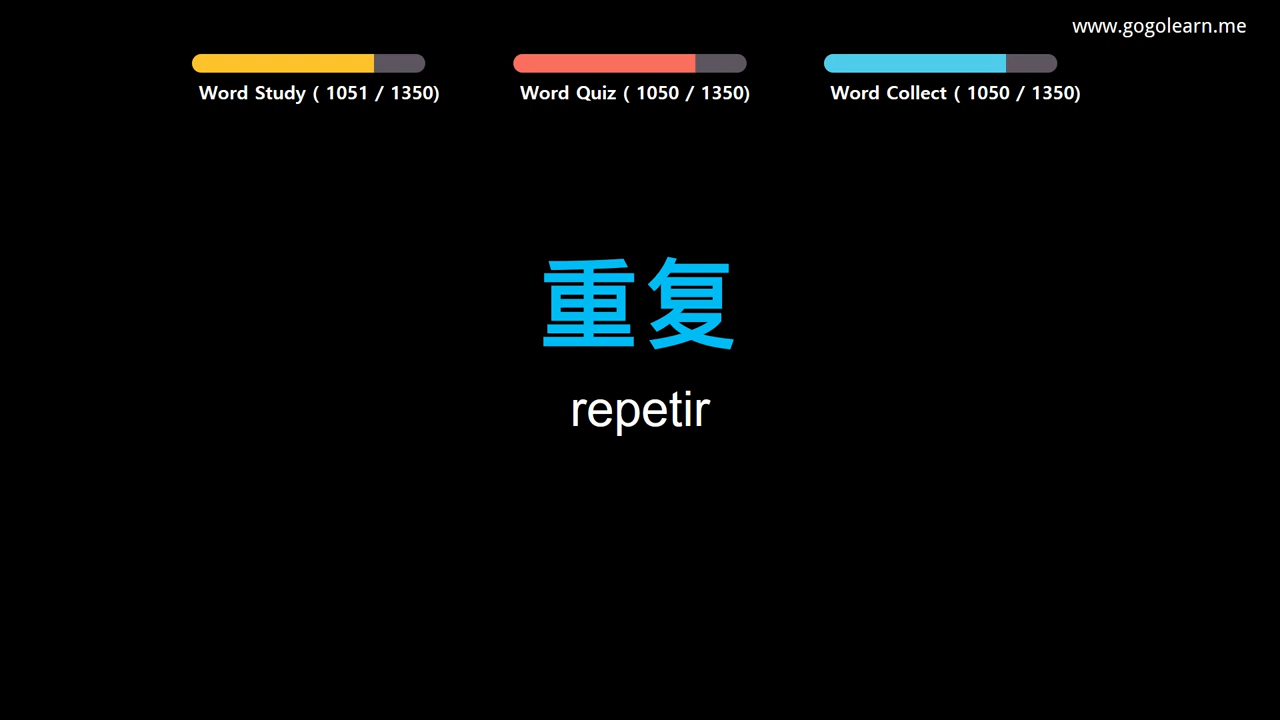 www.gogolearn.me
Word Study ( 1051 / 1350)
Word Quiz ( 1050 / 1350)
Word Collect ( 1050 / 1350)
重复
repetir